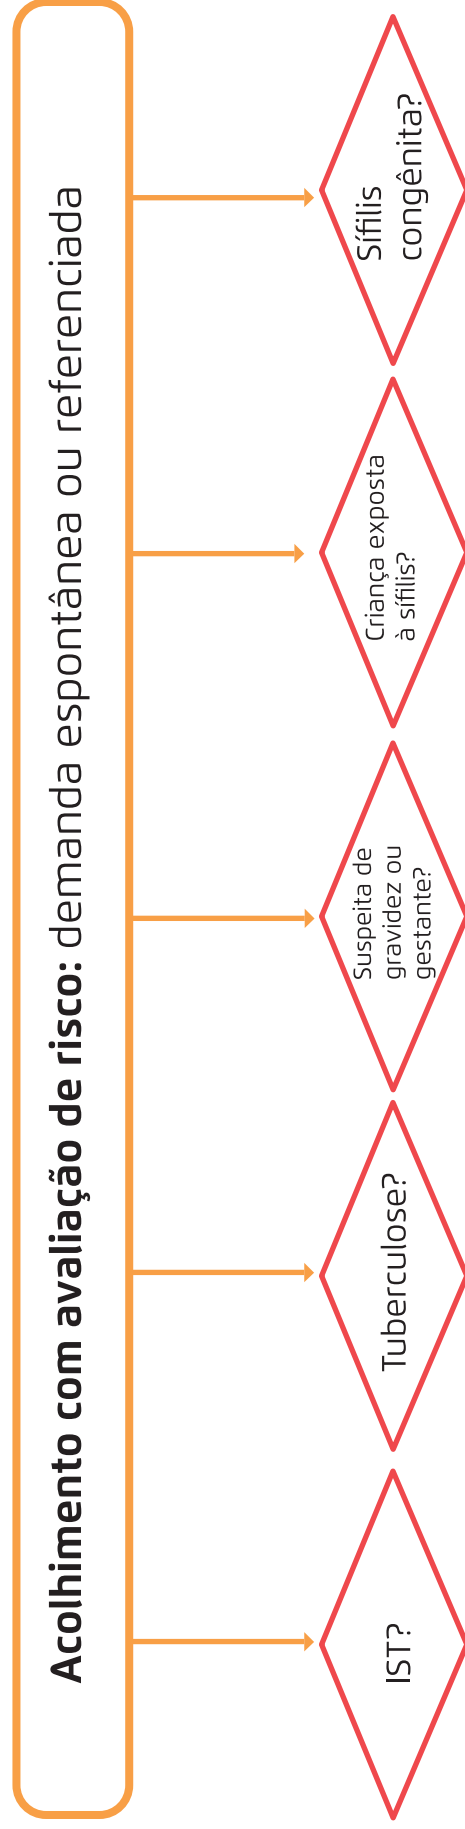 Acolhimento com avaliação de risco: demanda espontânea ou referenciada
IST?
Tuberculose?
Suspeita de
gravidez ou
gestante?
Criança exposta
à sífilis?
Sífilis
congênita?